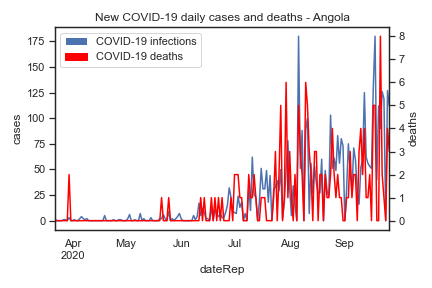 New COVID-19 daily cases and deaths - Angola
COVID-19 infections
COVID-19 deaths
175
150
125
100
75
50
25
0
cases
8
7
6
5
4
3
2
1
0
deaths
Apr
2020
May
Jun
Jul
Aug
Sep
dateRep